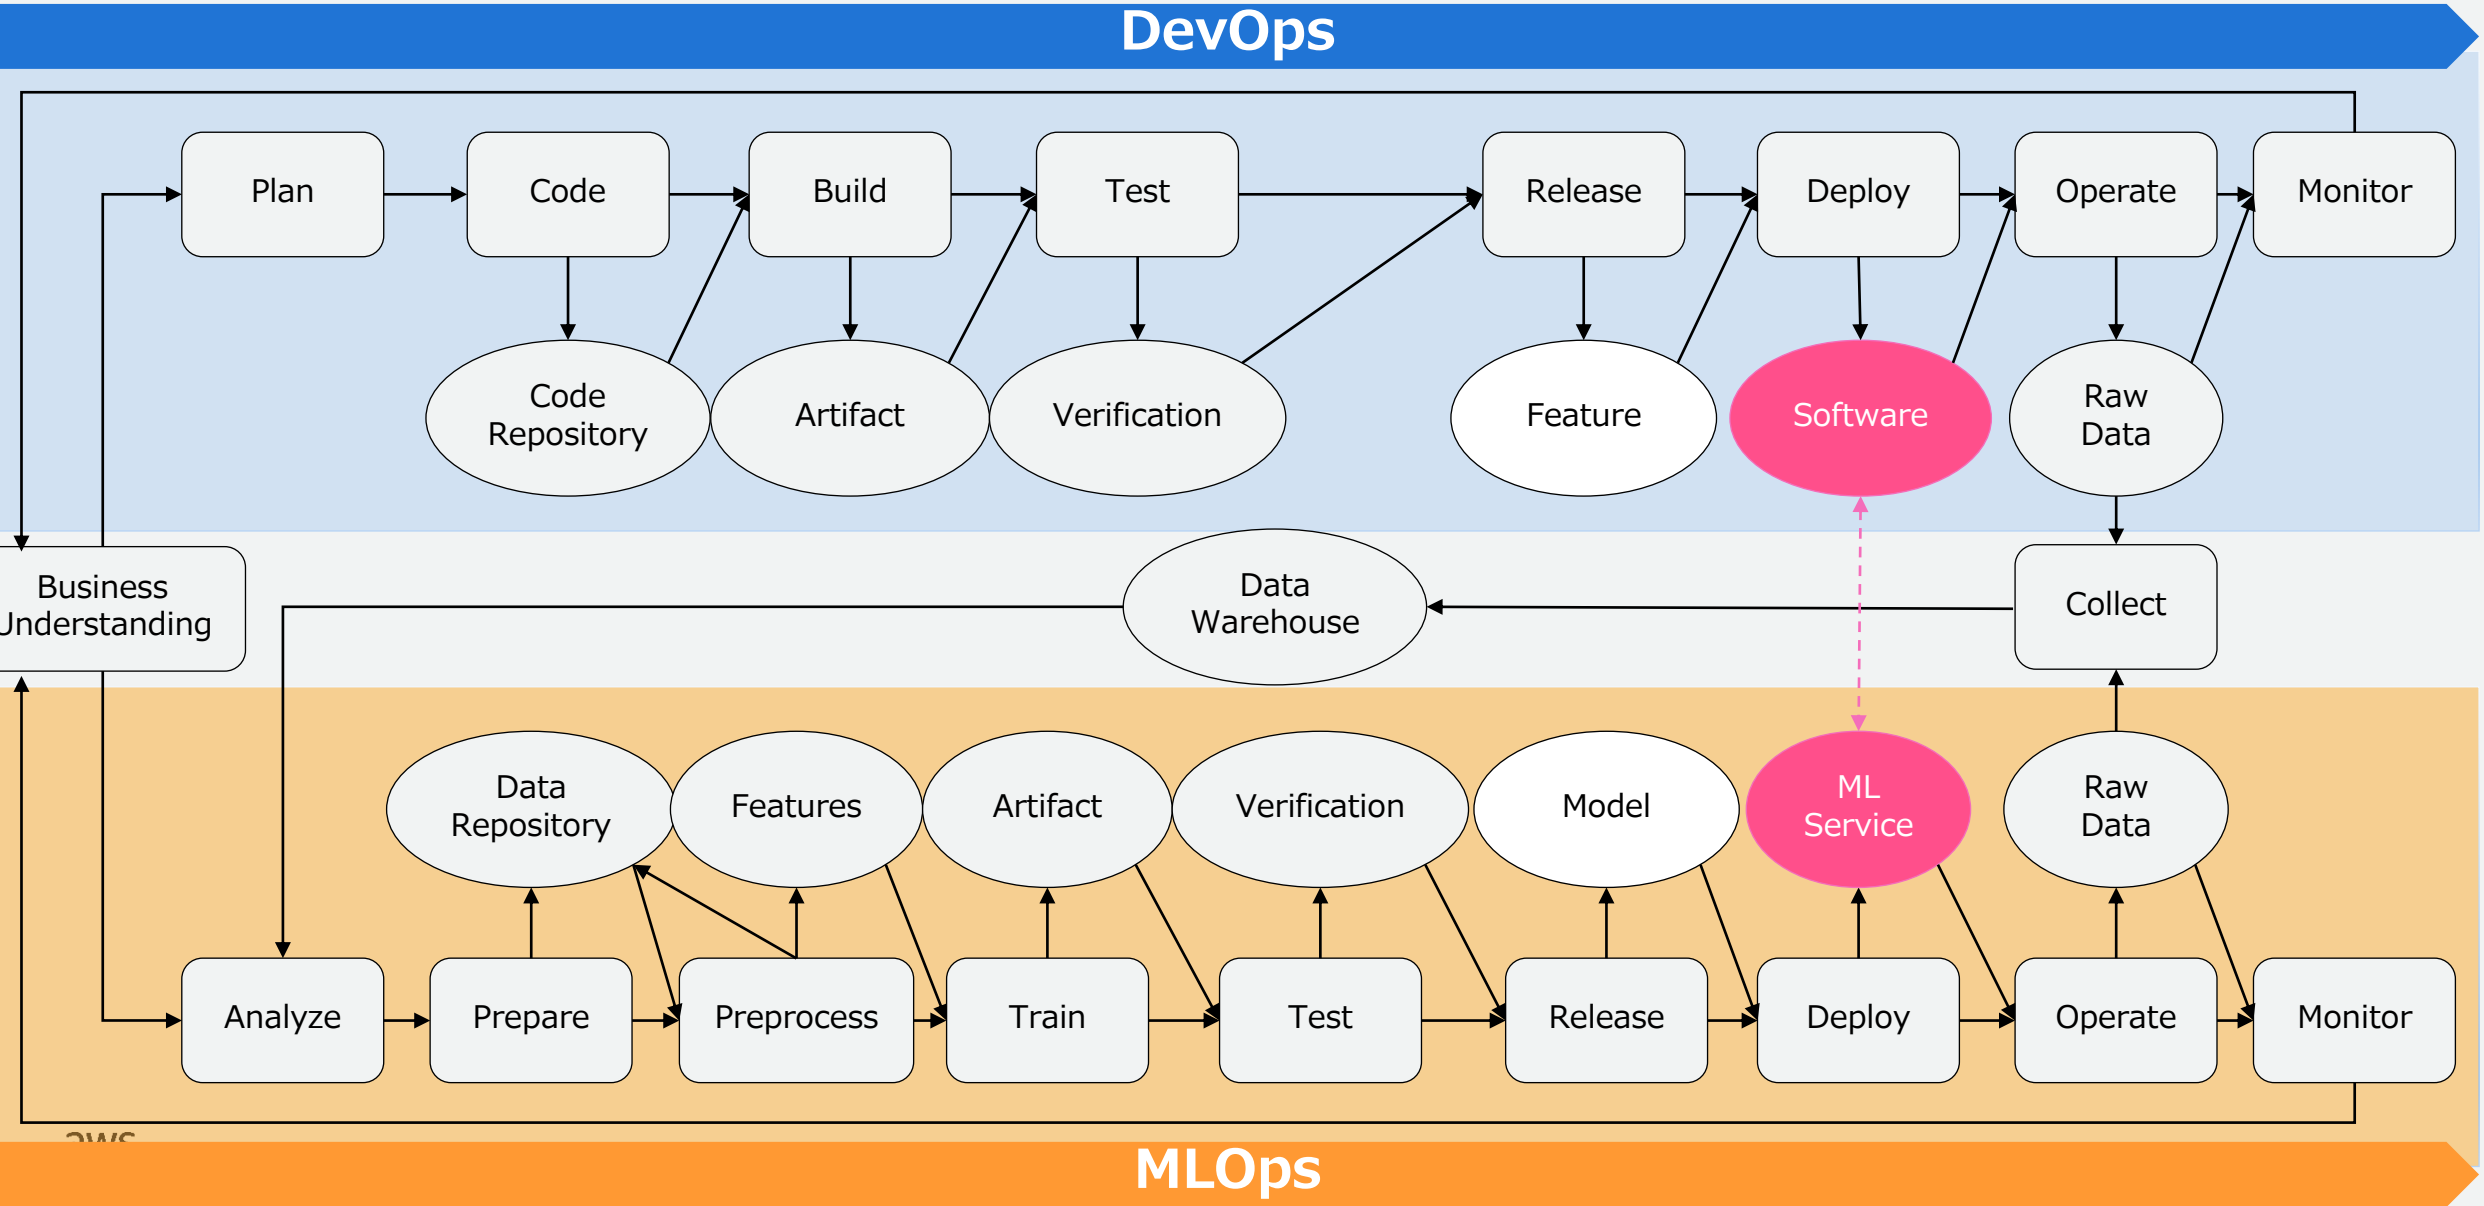 DevOps
Plan
Code
Build
Test
Release
Deploy
Operate
Monitor
Code
Repository
Artifact
Verification
Feature
Software
Raw
Data
Business
Understanding
Data
Warehouse
Collect
Data
Repository
Features
Artifact
Verification
Model
ML
Service
Raw
Data
Analyze
Prepare
Preprocess
Train
Test
Release
Deploy
Operate
Monitor
aws
MLOps